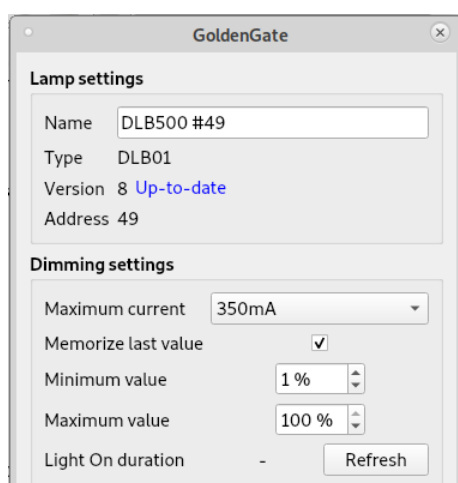 GoldenGate
Lamp settings
Name DLB500 #49
Type DLB01
Version 8 Up-to-date
Address 49
Dimming settings
Maximum current 350mA
Memorize last value
Minimum value 1 %
Maximum value 100 %
Light On duration - Refresh